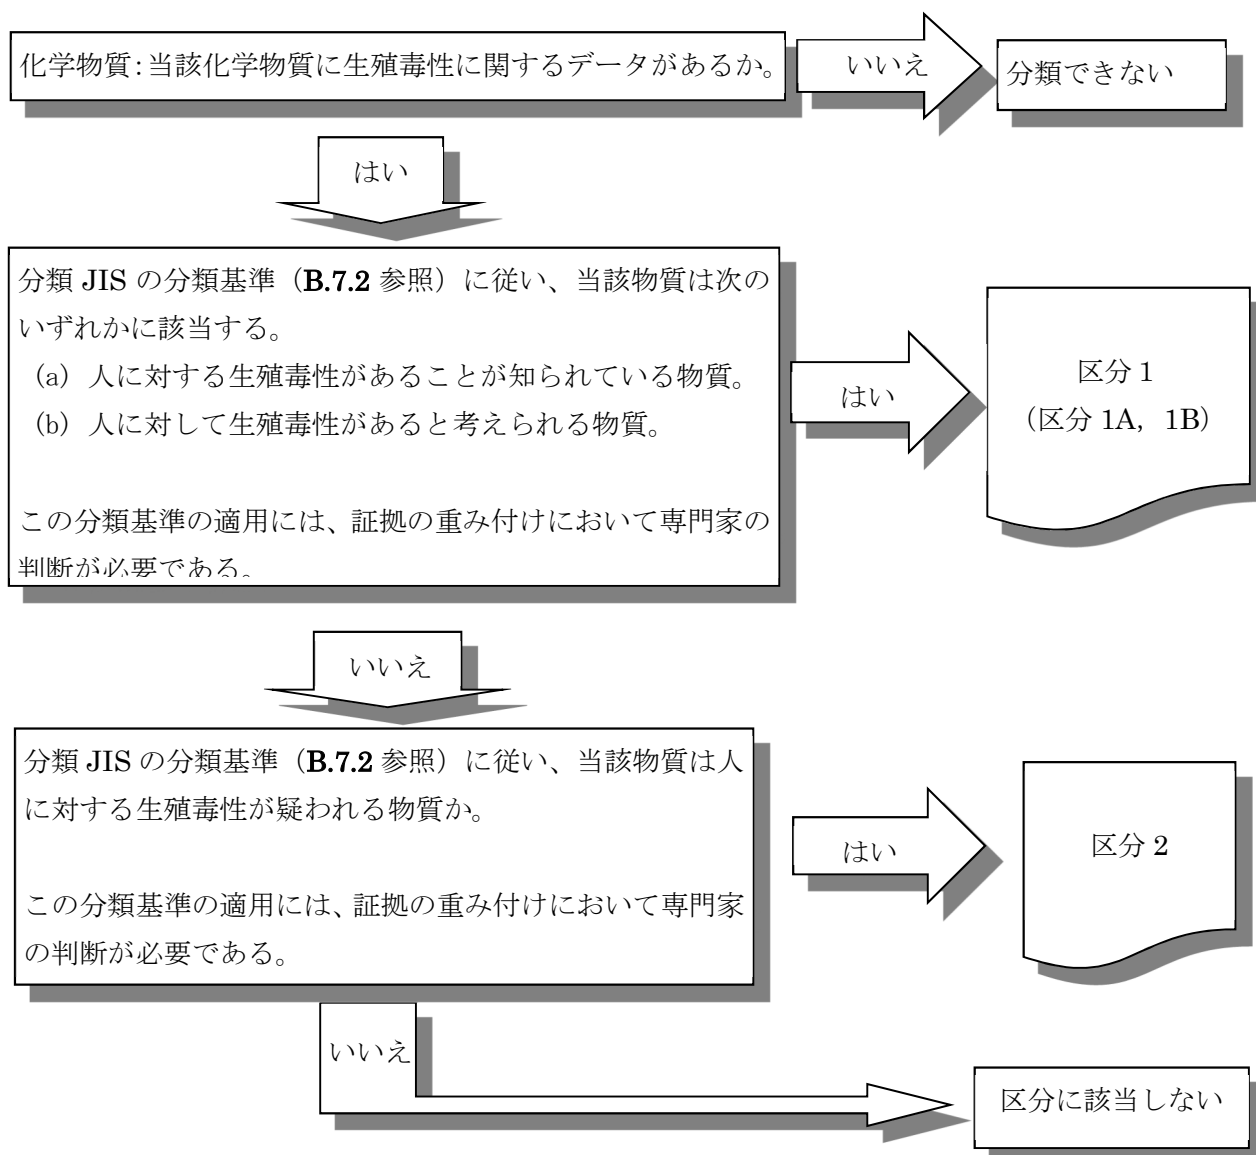 化学物質:当該化学物質に生殖毒性に関するデータがあるか。
いいえ
分類できない
はい
分類 JIS の分類基準（B.7.2 参照）に従い、当該物質は次の
いずれかに該当する。
（a）人に対する生殖毒性があることが知られている物質。
（b）人に対して生殖毒性があると考えられる物質。
この分類基準の適用には、証拠の重み付けにおいて専門家の
判断が必要である。
はい
区分 1
（区分 1A，1B）
いいえ
分類 JIS の分類基準（B.7.2 参照）に従い、当該物質は人
に対する生殖毒性が疑われる物質か。
この分類基準の適用には、証拠の重み付けにおいて専門家
の判断が必要である。
はい
区分 2
いいえ
区分に該当しない